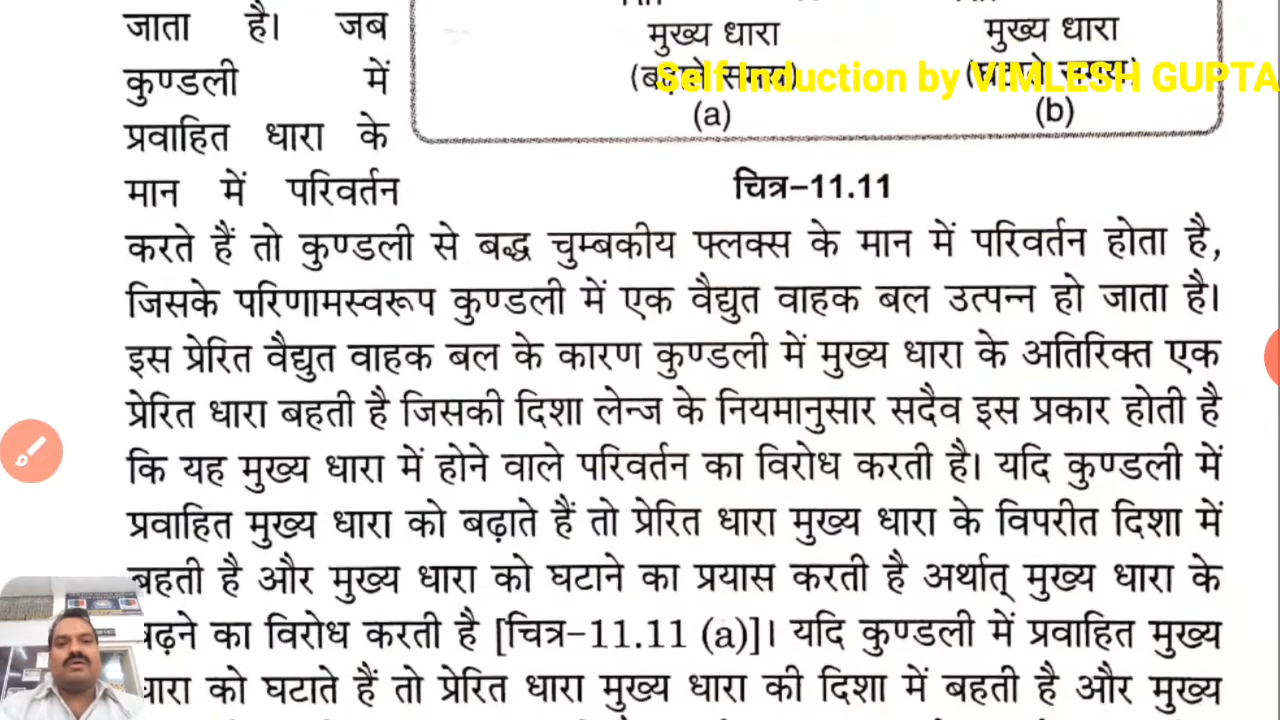 जाता है। जब
कुण्डली में
प्रवाहित धारा के
मान में परिवर्तन
मुख्य धारा
(बढ़ते समय)
(a)
मुख्य धारा
(b)
Self Induction by VIMLESH GUPTA
चित्र–11.11
करते हैं तो कुण्डली से बद्ध चुम्बकीय फ्लक्स के मान में परिवर्तन होता है,
जिसके परिणामस्वरूप कुण्डली में एक वैद्युत वाहक बल उत्पन्न हो जाता है।
इस प्रेरित वैद्युत वाहक बल के कारण कुण्डली में मुख्य धारा के अतिरिक्त एक
प्रेरित धारा बहती है जिसकी दिशा लेन्ज के नियमानुसार सदैव इस प्रकार होती है
कि यह मुख्य धारा में होने वाले परिवर्तन का विरोध करती है। यदि कुण्डली में
प्रवाहित मुख्य धारा को बढ़ाते हैं तो प्रेरित धारा मुख्य धारा के विपरीत दिशा में
बहती है और मुख्य धारा को घटाने का प्रयास करती है अर्थात् मुख्य धारा के
बढ़ने का विरोध करती है [चित्र–11.11 (a)]। यदि कुण्डली में प्रवाहित मुख्य
धारा को घटाते हैं तो प्रेरित धारा मुख्य धारा की दिशा में बहती है और मुख्य